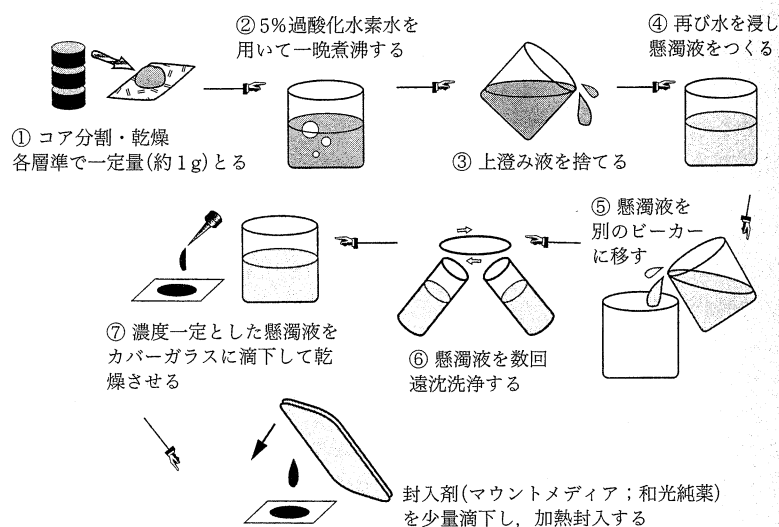 ① コア分割・乾燥
各層準で一定量(約1g)とる
② 5%過酸化水素水を
用いて一晩煮沸する
③ 上澄み液を捨てる
④ 再び水を浸し
懸濁液をつくる
⑤ 懸濁液を
別のビーカー
に移す
⑥ 懸濁液を数回
遠沈洗浄する
⑦ 濃度一定とした懸濁液を
カバーガラスに滴下して乾
燥させる
封入剤(マウントメディア；和光純薬)
を少量滴下し，加熱封入する